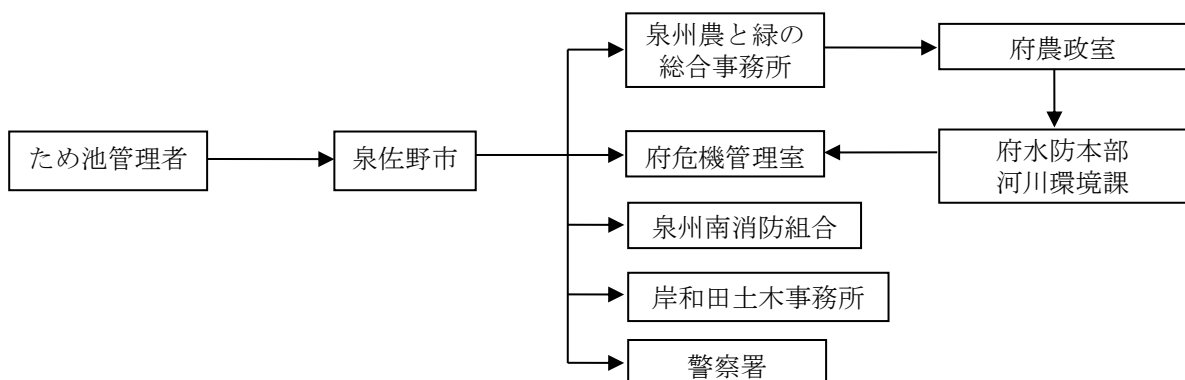 泉州農と緑の
総合事務所
府農政室
ため池管理者
泉佐野市
府危機管理室
府水防本部
河川環境課
泉州南消防組合
岸和田土木事務所
警察署